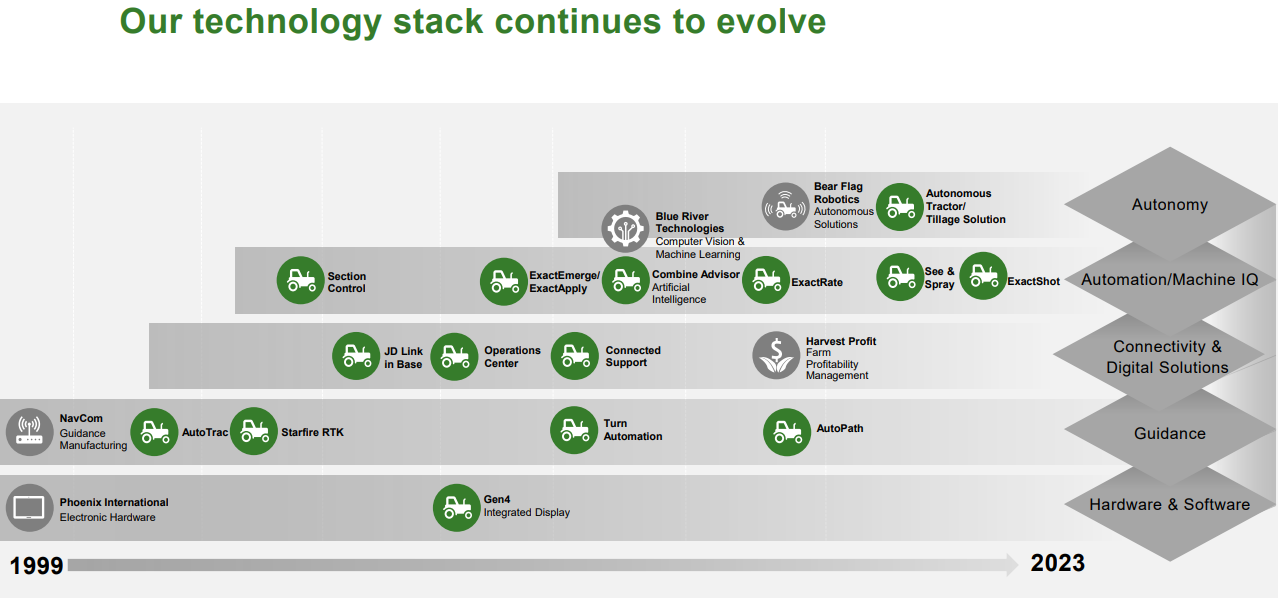 Our technology stack continues to evolve
Bear Flag
Robotics
Autonomous
Solutions
Autonomous
Tractor/
Tillage Solution
Blue River
Technologies
Computer Vision &
Machine Learning
Autonomy
Section
Control
ExactEmerge/
ExactApply
Combine Advisor
Artificial
Intelligence
ExactRate
See &
Spray
ExactShot
Automation/Machine IQ
JD Link
in Base
Operations
Center
Connected
Support
Harvest Profit
Farm
Profitability
Management
Connectivity &
Digital Solutions
NavCom
Guidance
Manufacturing
AutoTrac
Starfire RTK
Turn
Automation
AutoPath
Guidance
Phoenix International
Electronic Hardware
Gen4
Integrated Display
Hardware & Software
1999
2023